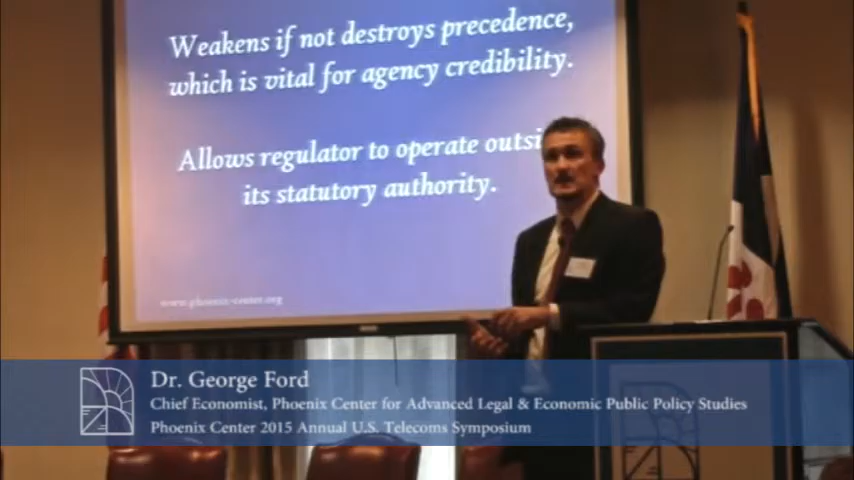 Weakens if not destroys precedence,
which is vital for agency credibility.
Allows regulator to operate outsi
its statutory authority.
www.phoenix-center.org
Dr. George Ford
Chief Economist, Phoenix Center for Advanced Legal & Economic Public Policy Studies
Phoenix Center 2015 Annual U.S. Telecoms Symposium